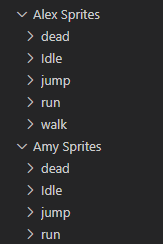 Alex Sprites
dead
Idle
jump
run
walk
Amy Sprites
dead
Idle
jump
run